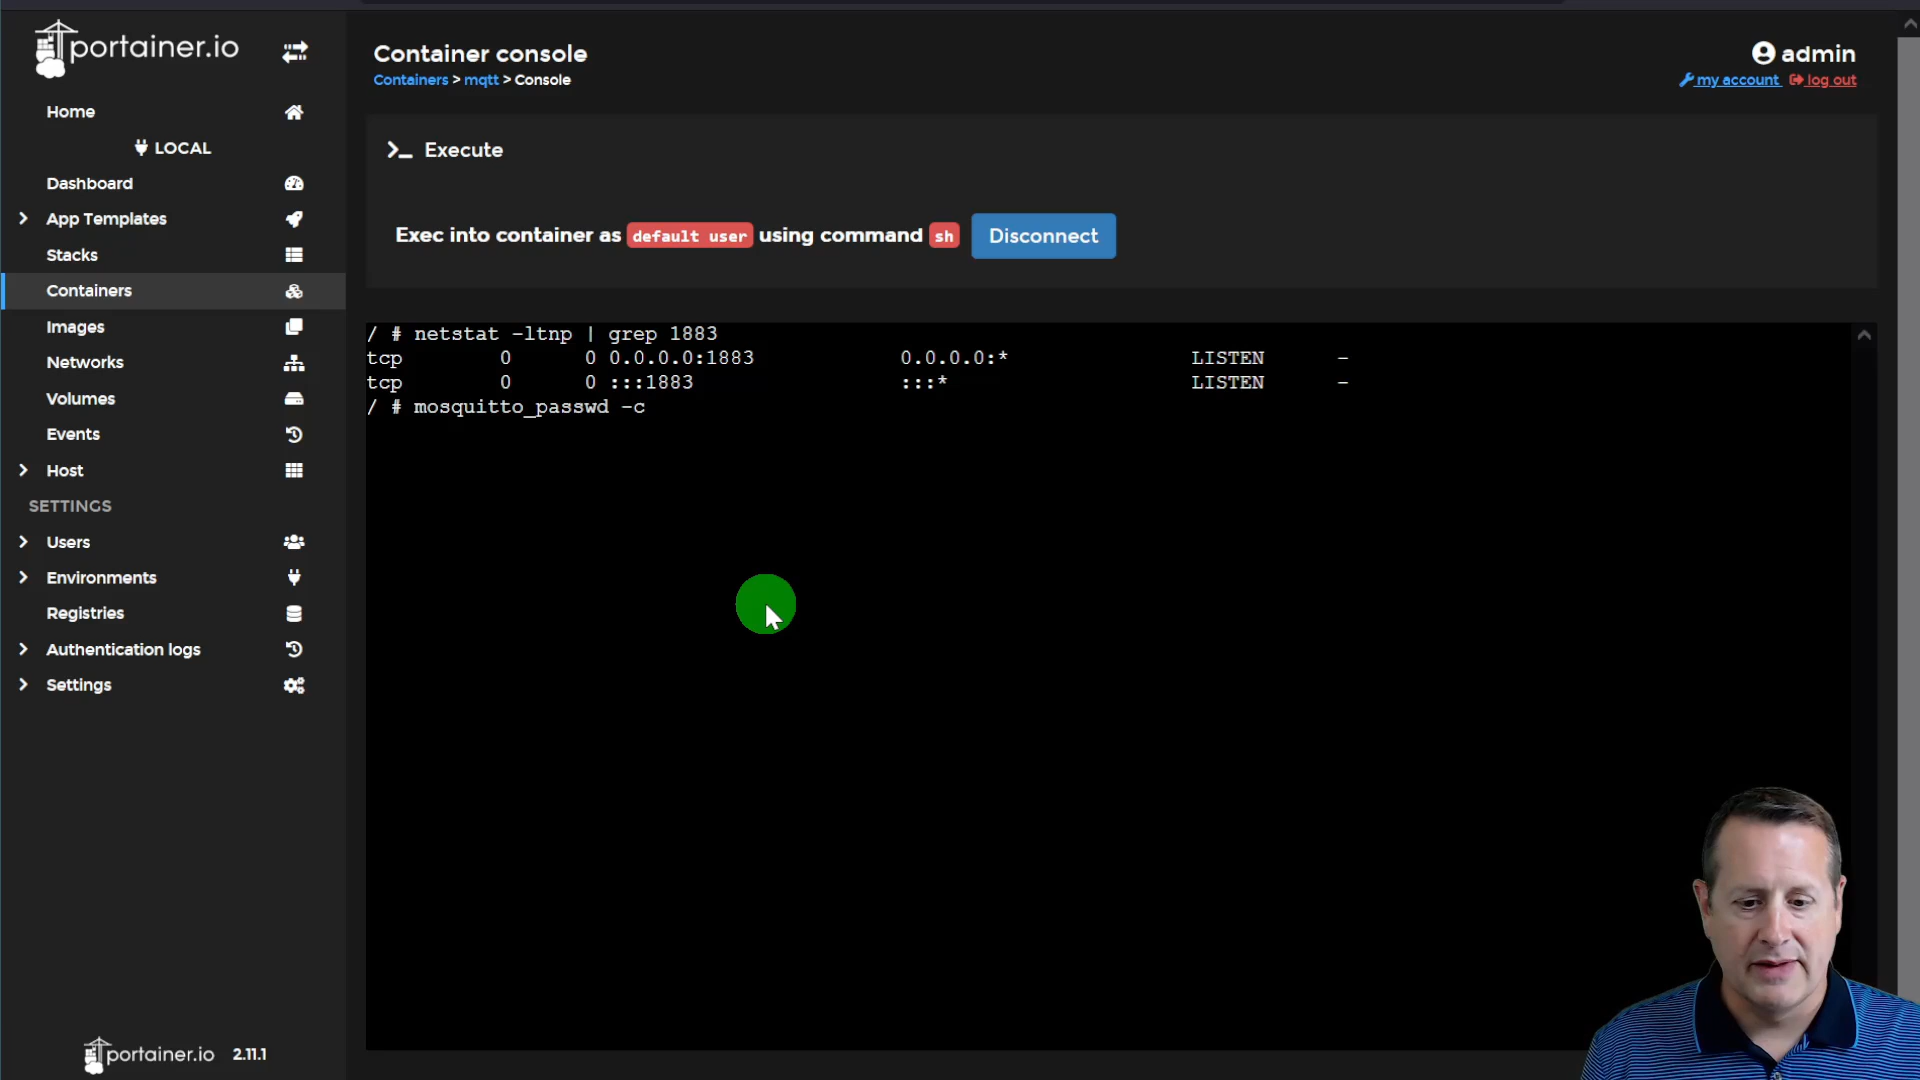 portainer.io
Home
LOCAL
Dashboard
App Templates
Stacks
Containers
Images
Networks
Volumes
Events
Host
SETTINGS
Users
Environments
Registries
Authentication logs
Settings
portainer.io 2.11.1
Container console
Containers > mqtt > Console
admin
my account log out
>_ Execute
Exec into container as default user using command sh Disconnect
/ # netstat -ltnp | grep 1883
tcp 0 0 0.0.0.0:1883 0.0.0.0:* LISTEN -
tcp 0 0 :::1883 :::* LISTEN -
/ # mosquitto_passwd -c